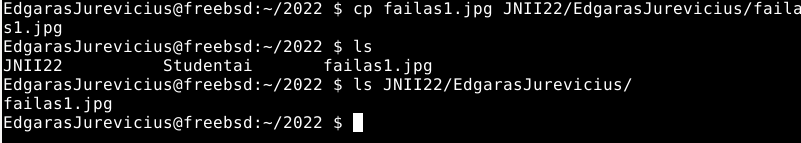 EdgarasJurevicius@freebsd:~/2022 $ cp failas1.jpg JNII22/EdgarasJurevicius/faila
s1.jpg
EdgarasJurevicius@freebsd:~/2022 $ ls
JNII22          Studentai       failas1.jpg
EdgarasJurevicius@freebsd:~/2022 $ ls JNII22/EdgarasJurevicius/
failas1.jpg
EdgarasJurevicius@freebsd:~/2022 $